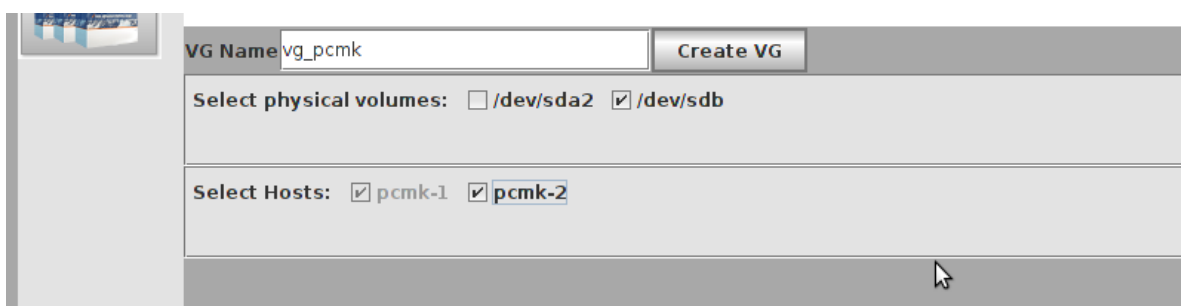 VG Name vg_pcmk Create VG
Select physical volumes: /dev/sda2 /dev/sdb
Select Hosts: pcmk-1 pcmk-2